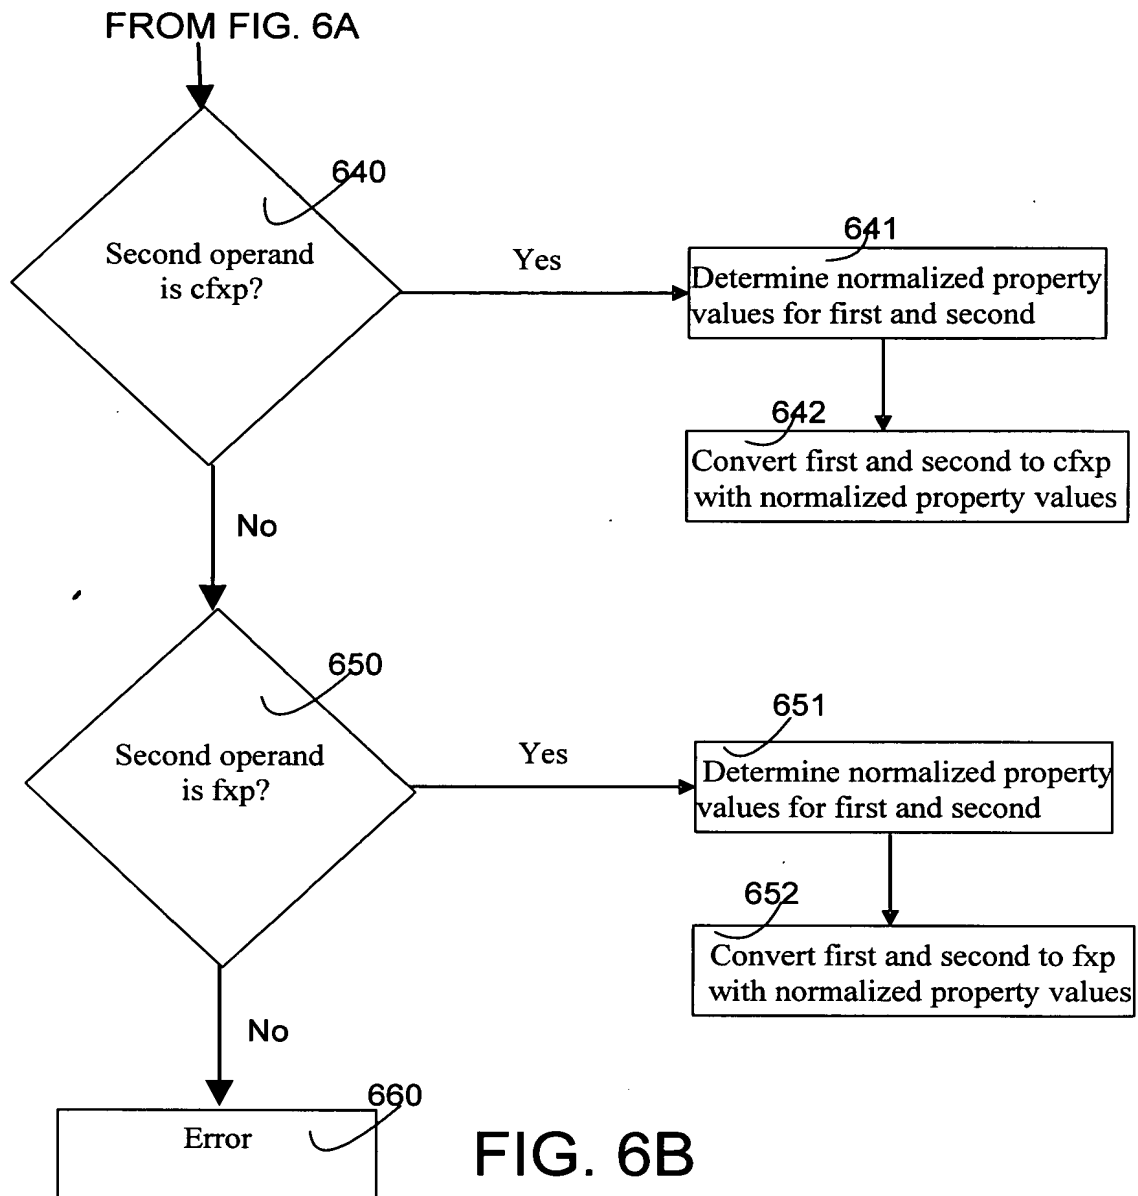 FROM FIG. 6A
640
Second operand
is cfxp?
Yes
641
Determine normalized property
values for first and second
642
Convert first and second to cfxp
with normalized property values
No
650
Second operand
is fxp?
Yes
651
Determine normalized property
values for first and second
652
Convert first and second to fxp
with normalized property values
No
660
Error
FIG. 6B